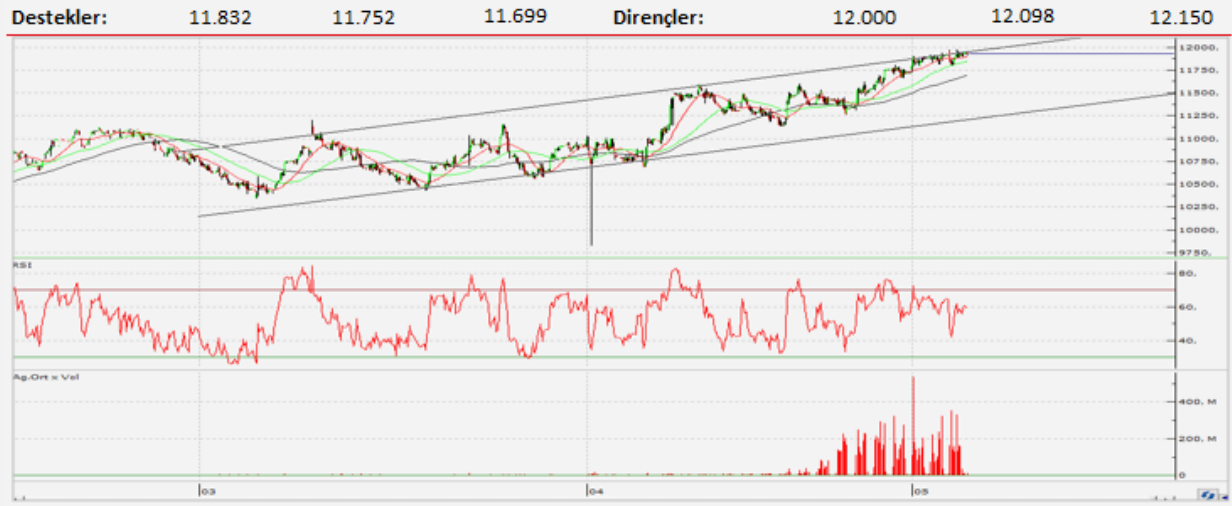 Destekler: 11.832 11.752 11.699 Dirençler: 12.000 12.098 12.150
12000.
11750.
11500.
11250.
11000.
10750.
10500.
10250.
10000.
9750.
RSI
80.
60.
40.
Ag.Ort x Vol
400. M
200. M
0
03 04 05